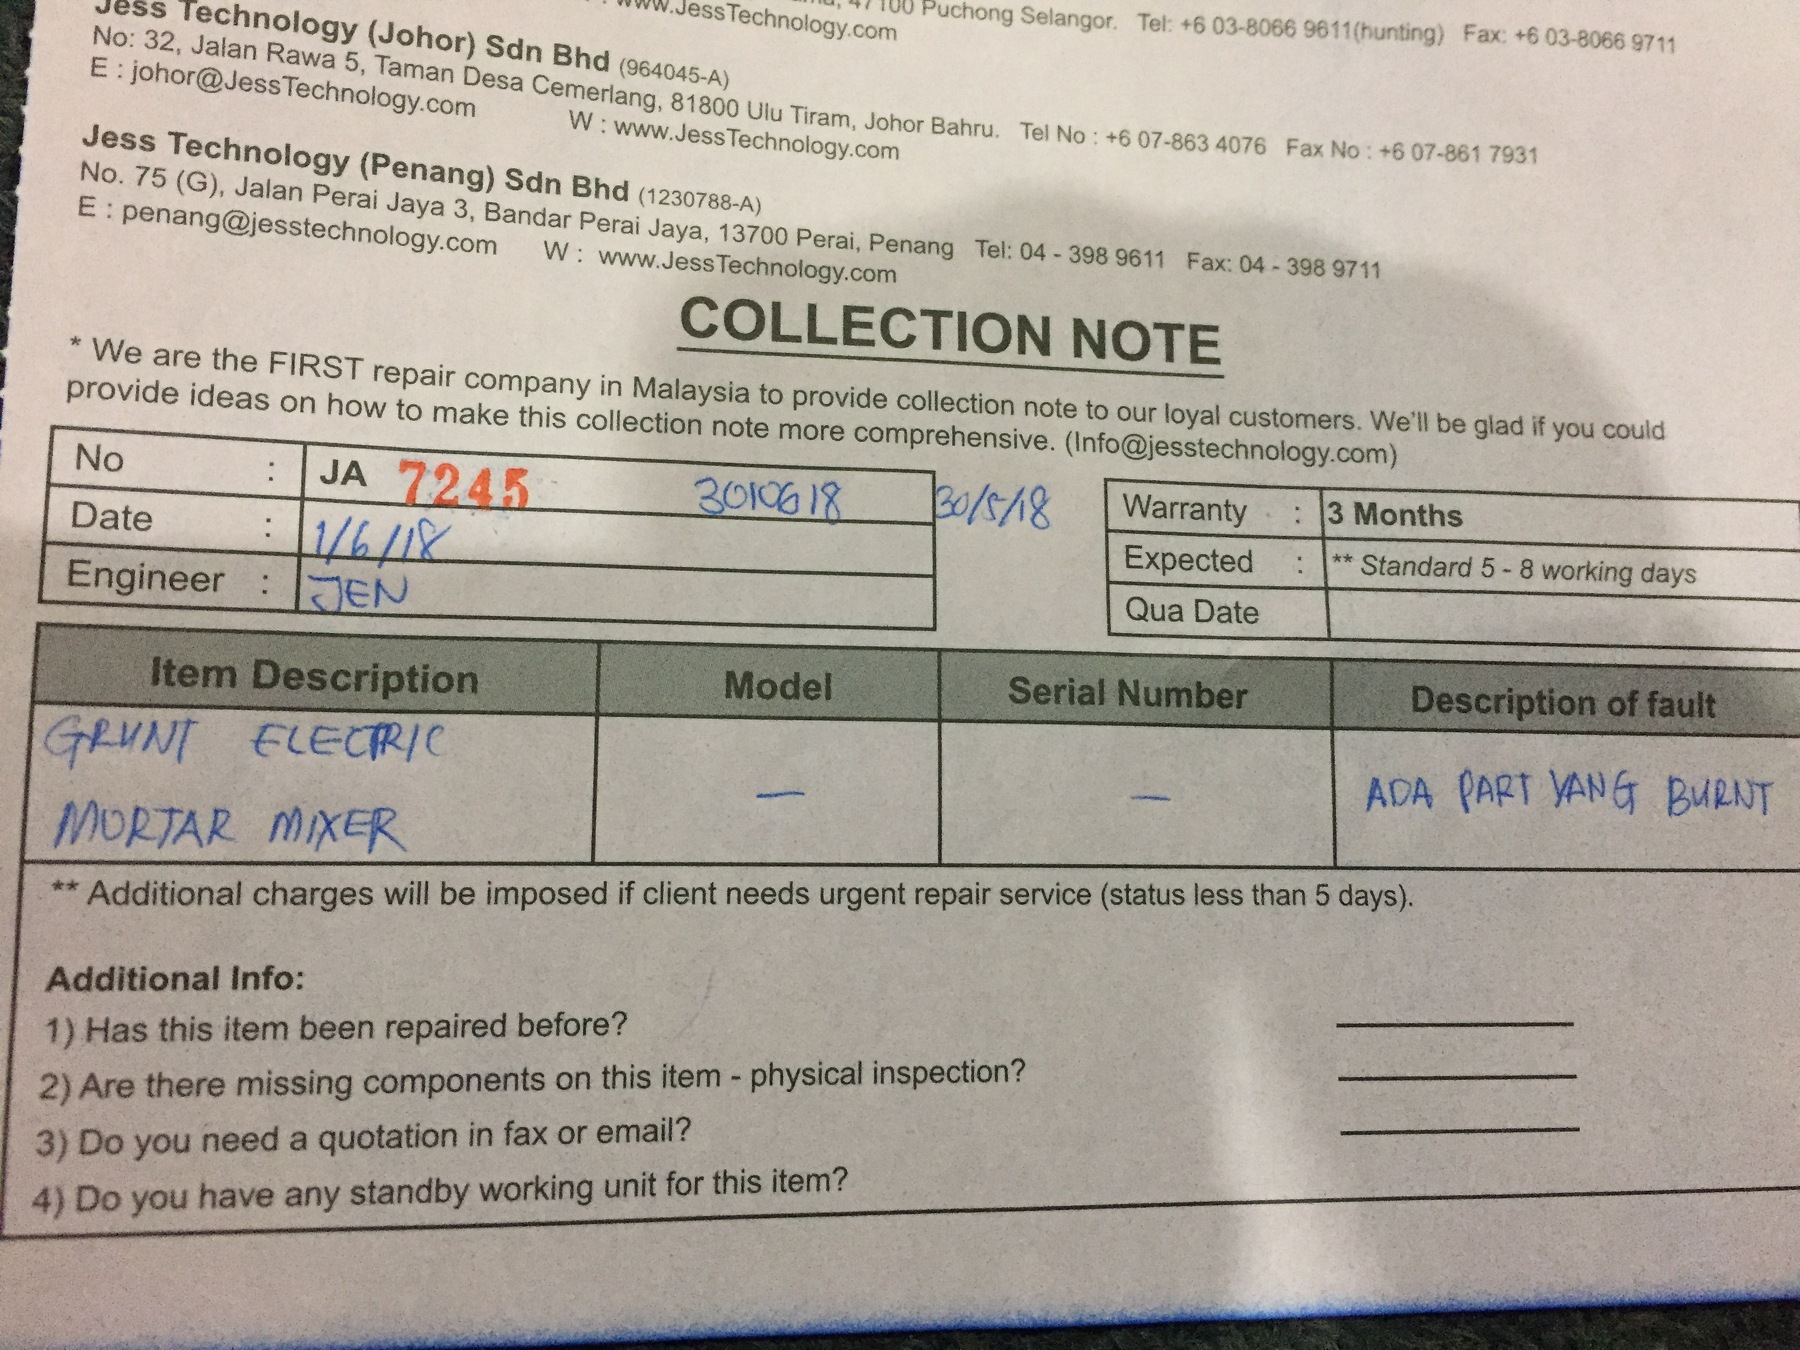 47100 Puchong Selangor. Tel: +6 03-8066 9611(hunting) Fax: +6 03-8066 9711
: www.JessTechnology.com
Jess Technology (Johor) Sdn Bhd (964045-A)
No: 32, Jalan Rawa 5, Taman Desa Cemerlang, 81800 Ulu Tiram, Johor Bahru. Tel No : +6 07-863 4076 Fax No : +6 07-861 7931
E : johor@JessTechnology.com W : www.JessTechnology.com
Jess Technology (Penang) Sdn Bhd (1230788-A)
No. 75 (G), Jalan Perai Jaya 3, Bandar Perai Jaya, 13700 Perai, Penang Tel: 04 - 398 9611 Fax: 04 - 398 9711
E : penang@jesstechnology.com W : www.JessTechnology.com
COLLECTION NOTE
* We are the FIRST repair company in Malaysia to provide collection note to our loyal customers. We'll be glad if you could
provide ideas on how to make this collection note more comprehensive. (Info@jesstechnology.com)
No : JA 7245 3010618 30/5/18
Date : 1/6/18
Engineer : JEN
Warranty : 3 Months
Expected : ** Standard 5 - 8 working days
Qua Date
Item Description Model Serial Number Description of fault
GRUNT ELECTRIC
MORTAR MIXER — — ADA PART YANG BURNT
** Additional charges will be imposed if client needs urgent repair service (status less than 5 days).
Additional Info:
1) Has this item been repaired before?
2) Are there missing components on this item - physical inspection?
3) Do you need a quotation in fax or email?
4) Do you have any standby working unit for this item?